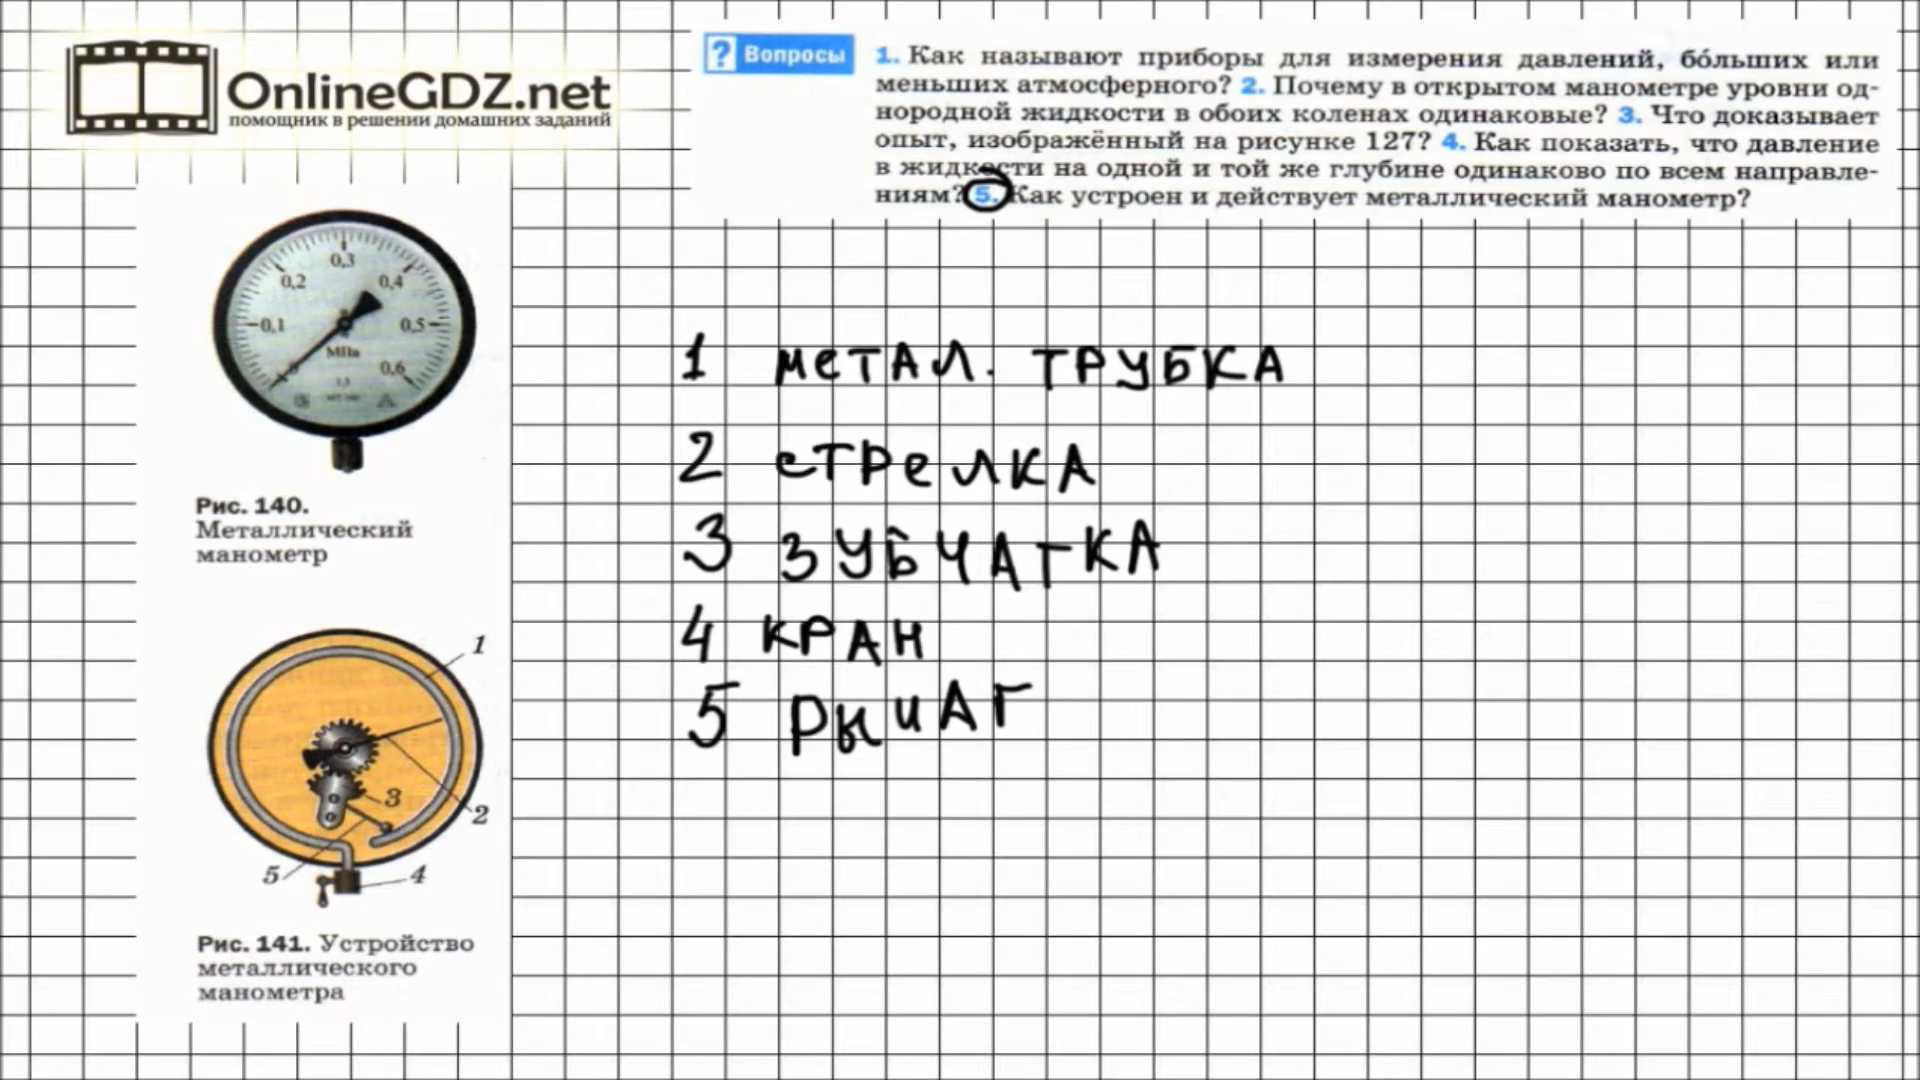 OnlineGDZ.net
помощник в решении домашних заданий
? Вопросы
1. Как называют приборы для измерения давлений, бо́льших или
меньших атмосферного? 2. Почему в открытом манометре уровни од-
нородной жидкости в обоих коленах одинаковые? 3. Что доказывает
опыт, изображённый на рисунке 127? 4. Как показать, что давление
в жидкости на одной и той же глубине одинаково по всем направле-
ниям? 5. Как устроен и действует металлический манометр?
0,3
0,2 0,4
0,1 0,5
МПа
0 0,6
Рис. 140.
Металлический
манометр
1
3
2
5 4
Рис. 141. Устройство
металлического
манометра
1 метал. трубка
2 стрелка
3 зубчатка
4 кран
5 рычаг